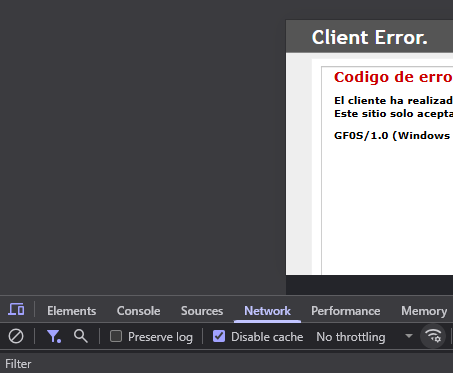 Client Error.
Codigo de erro
El cliente ha realizad
Este sitio solo acepta
GF0S/1.0 (Windows
Elements Console Sources Network Performance Memory
Preserve log Disable cache No throttling
Filter